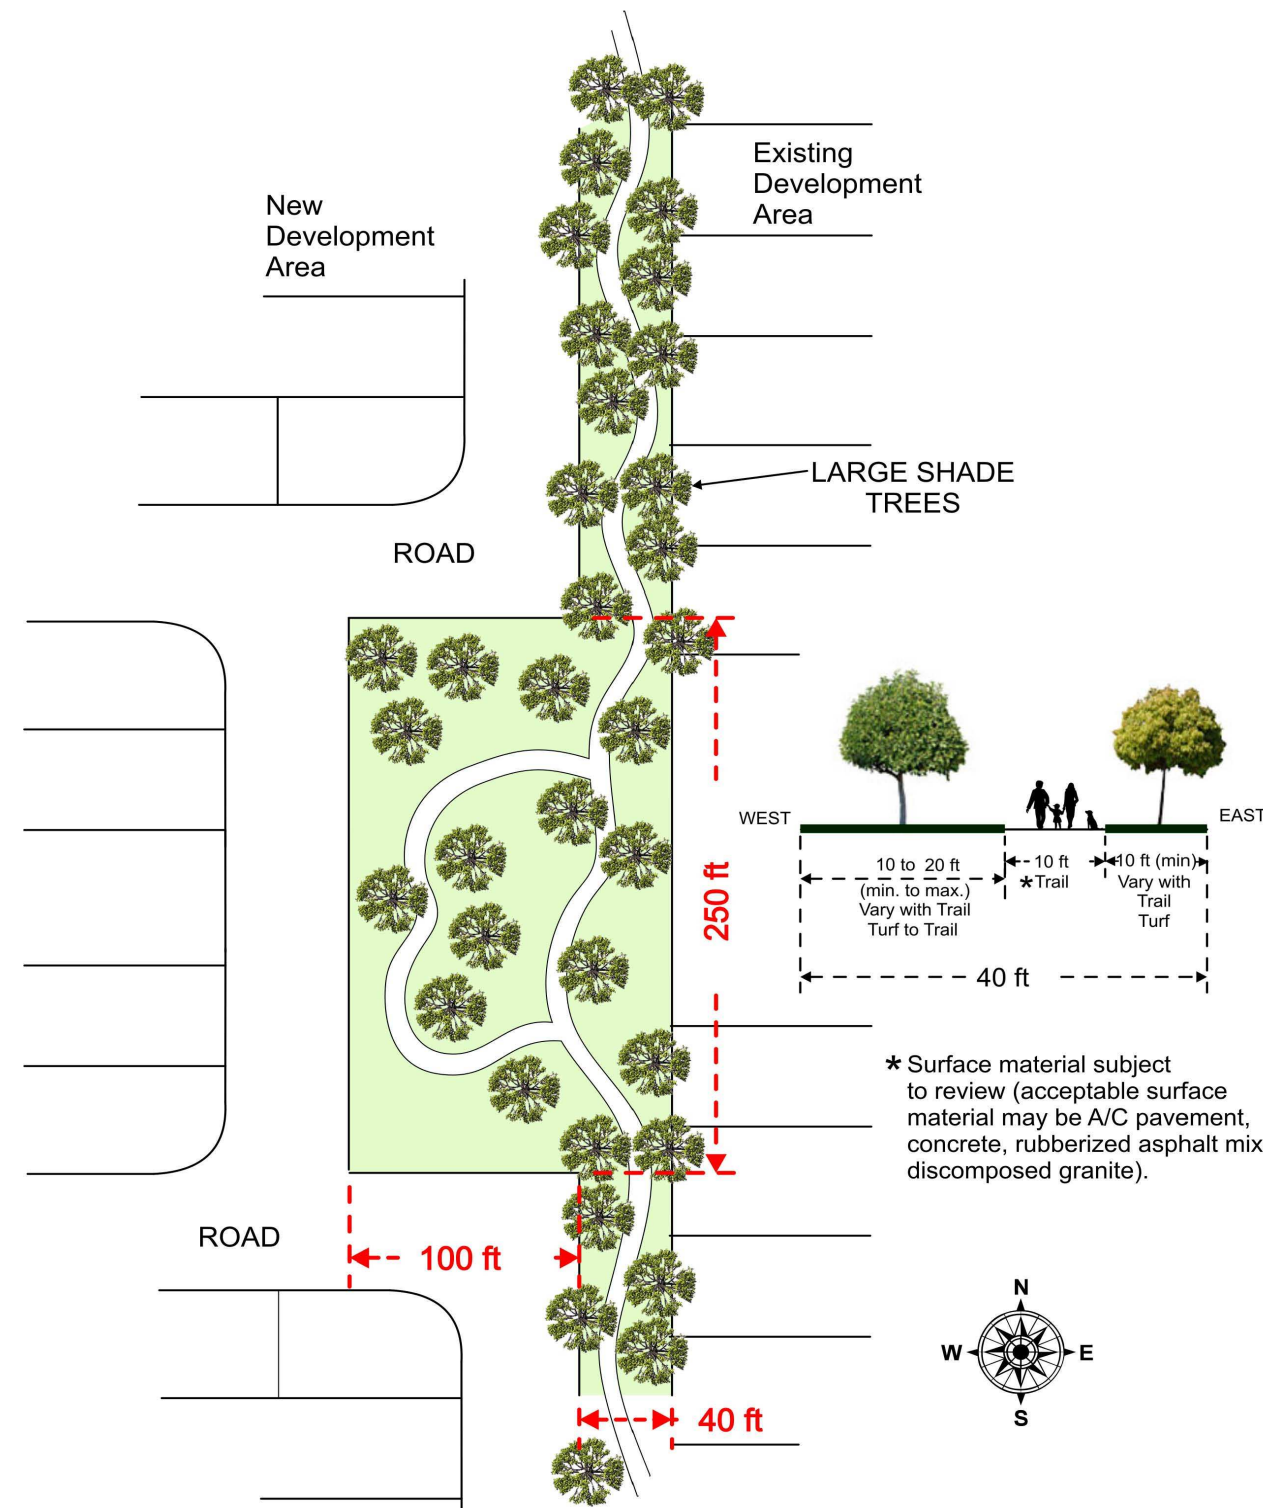 Existing
Development
Area
New
Development
Area
LARGE SHADE
TREES
ROAD
250 ft
WEST
EAST
10 to 20 ft
(min. to max.)
Vary with Trail
Turf to Trail
10 ft
* Trail
10 ft (min)
Vary with
Trail
Turf
40 ft
* Surface material subject
to review (acceptable surface
material may be A/C pavement,
concrete, rubberized asphalt mix
discomposed granite).
ROAD
100 ft
40 ft
N
W
E
S